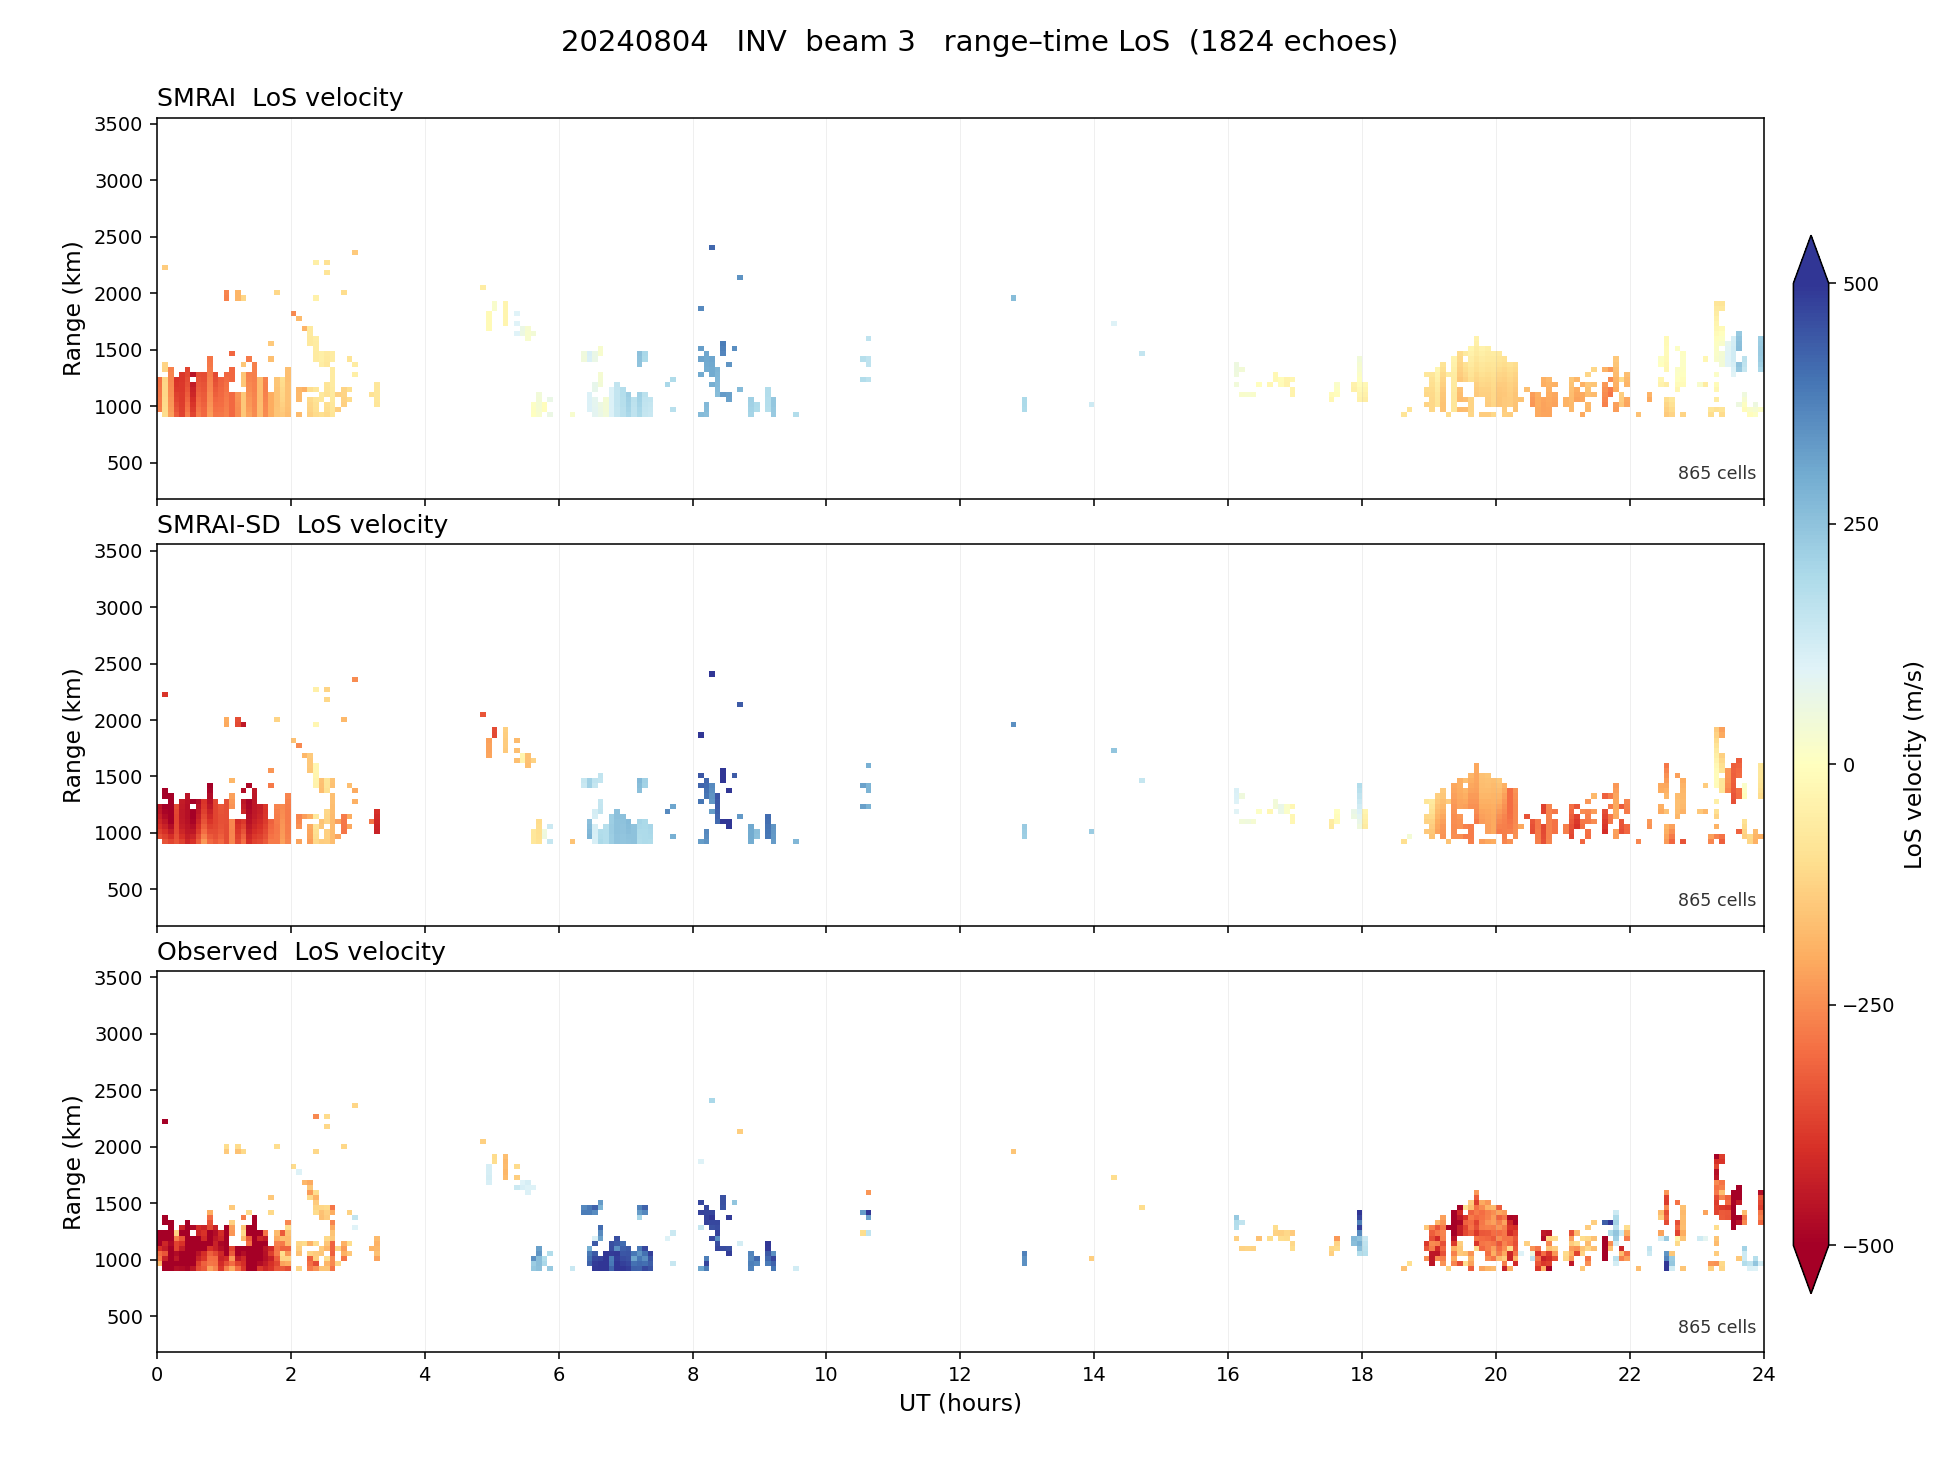 20240804   INV  beam 3   range–time LoS  (1824 echoes)
SMRAI  LoS velocity
3500
3000
2500
2000
1500
1000
500
Range (km)
865 cells
SMRAI-SD  LoS velocity
3500
3000
2500
2000
1500
1000
500
Range (km)
865 cells
Observed  LoS velocity
3500
3000
2500
2000
1500
1000
500
Range (km)
865 cells
0 2 4 6 8 10 12 14 16 18 20 22 24
UT (hours)
500
250
0
−250
−500
LoS velocity (m/s)